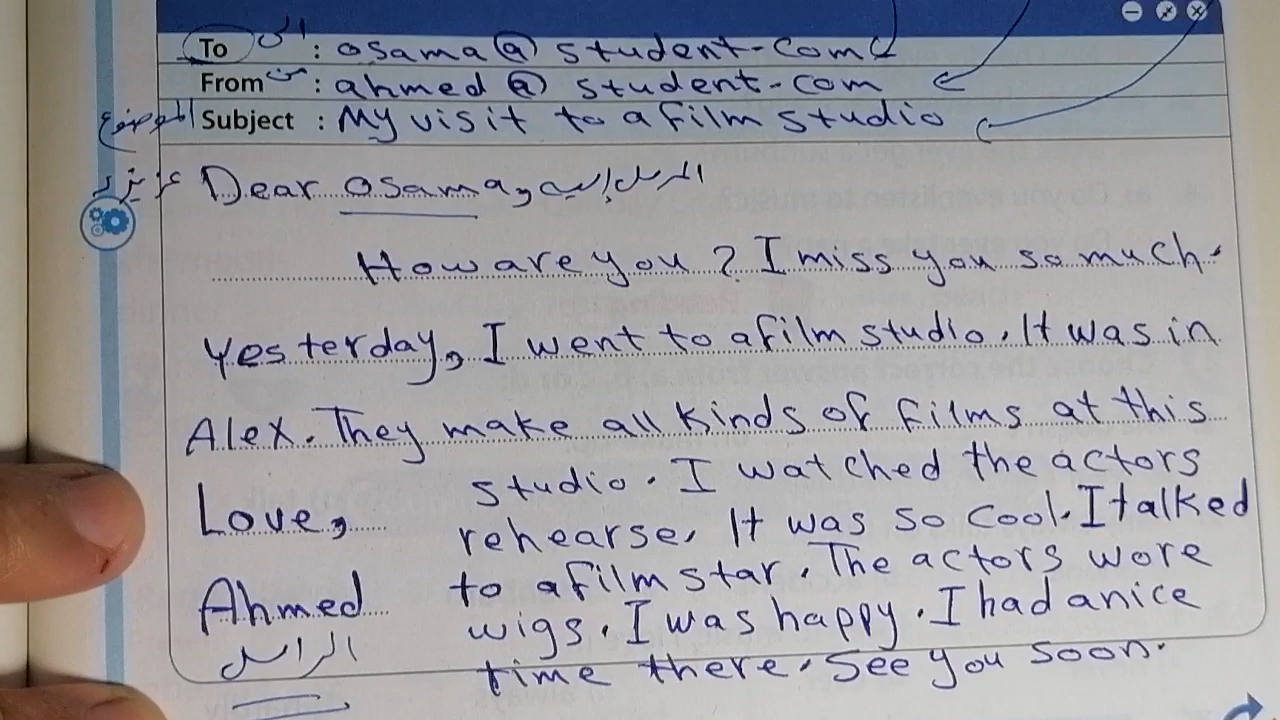 To الى : osama@student-com
From من : ahmed@student-com
الموضوع Subject : My visit to a film studio
عزيزى Dear osama, المرسل إليه
How are you? I miss you so much.
Yesterday, I went to a film studio. It was in
Alex. They make all kinds of films at this
studio. I watched the actors
rehearse. It was so cool. I talked
to a film star. The actors wore
wigs. I was happy. I had a nice
time there. See you soon.
Love,
Ahmed
الراسل